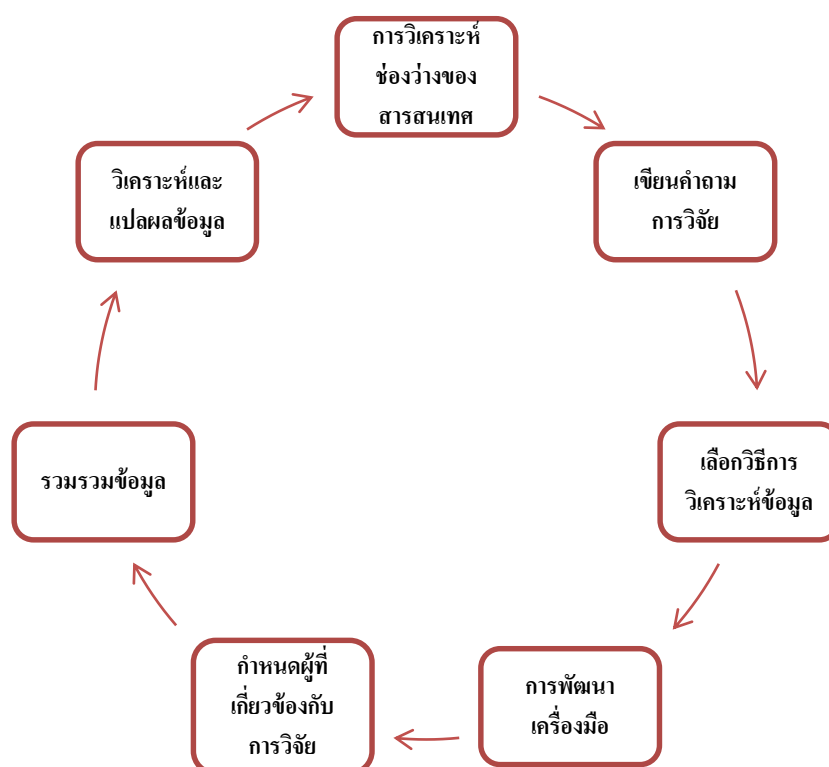 การวิเคราะห์
ช่องว่างของ
สารสนเทศ
เขียนคำถาม
การวิจัย
เลือกวิธีการ
วิเคราะห์ข้อมูล
การพัฒนา
เครื่องมือ
กำหนดผู้ที่
เกี่ยวข้องกับ
การวิจัย
รวมรวมข้อมูล
วิเคราะห์และ
แปลผลข้อมูล